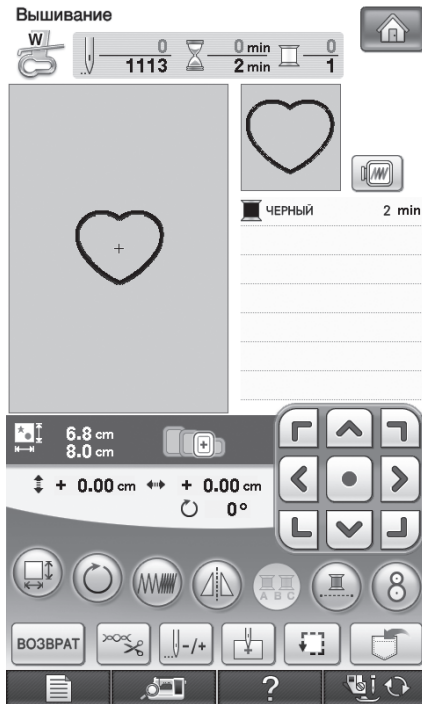 Вышивание
W
0 0 min 0
1113 2 min 1
ЧЕРНЫЙ 2 min
6.8 cm
8.0 cm
+ 0.00 cm + 0.00 cm
0°
A B C
8
ВОЗВРАТ -/+
? i